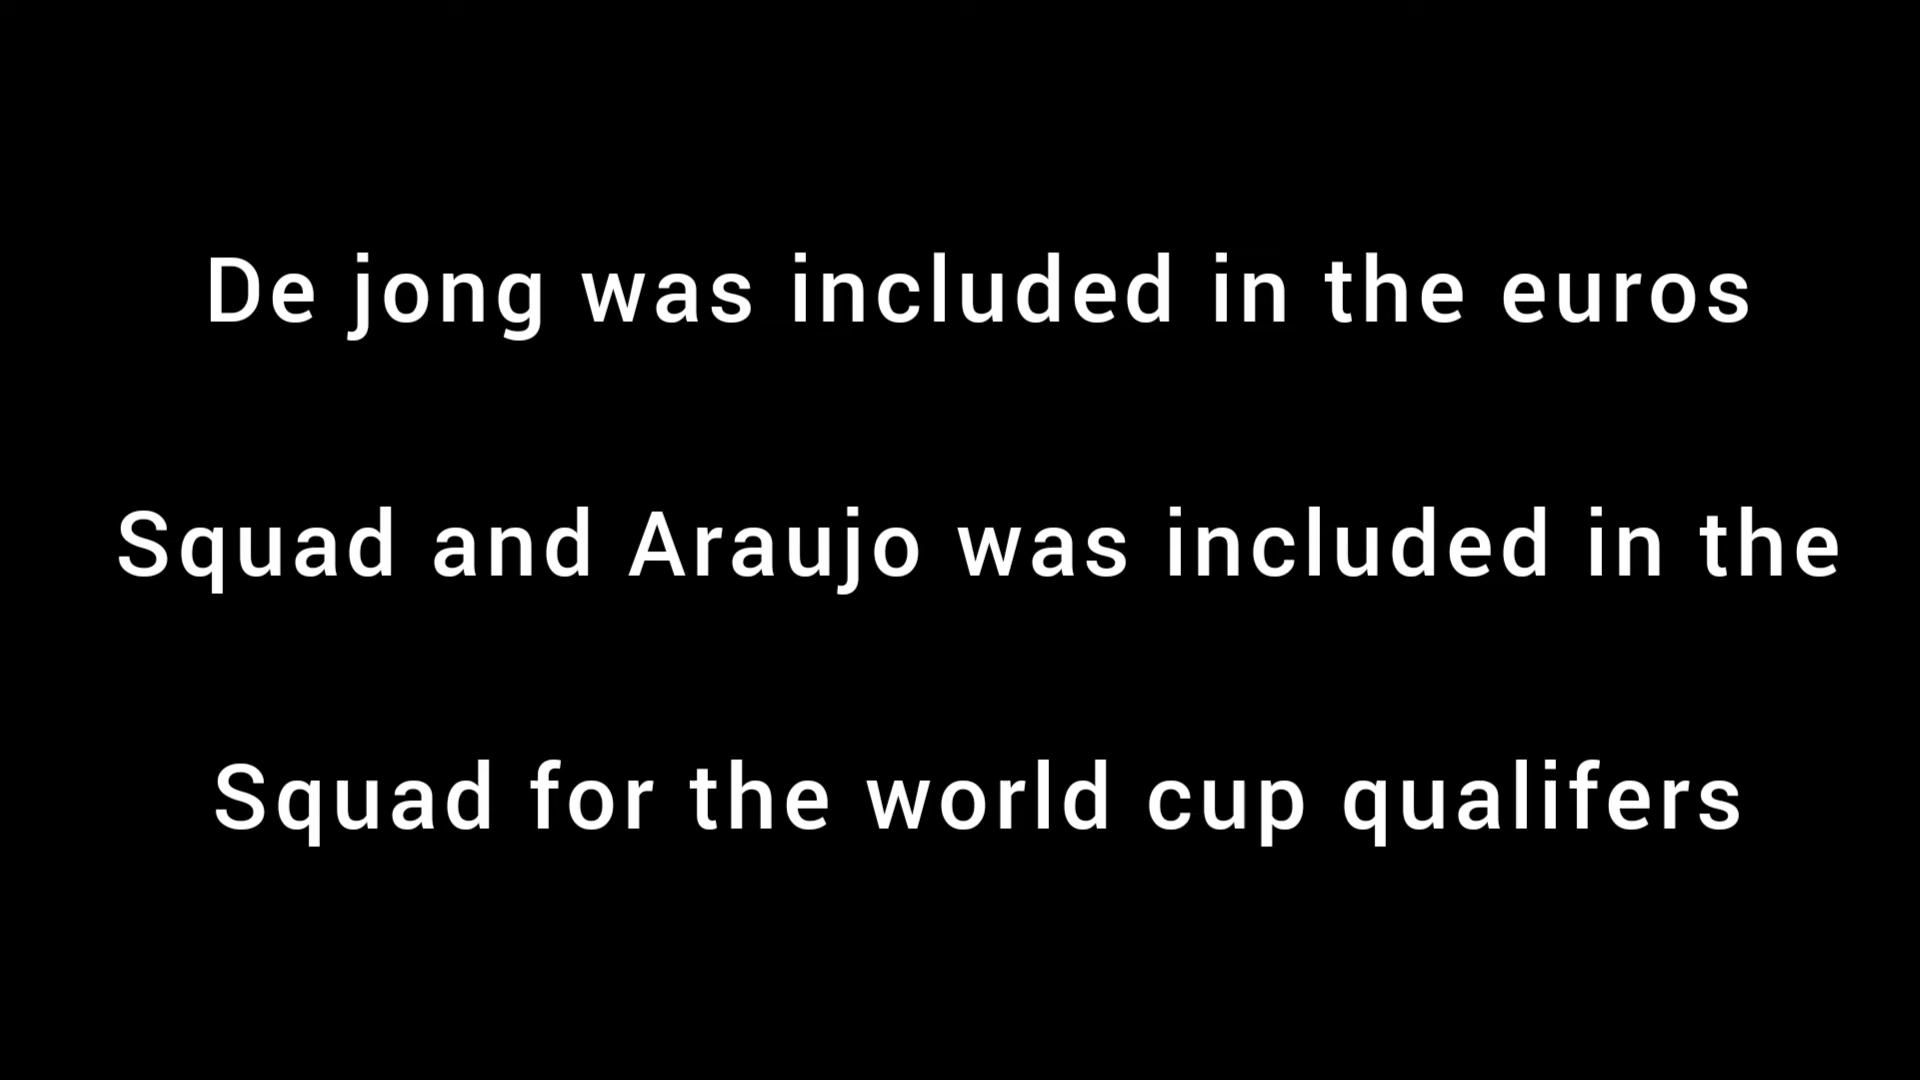 De jong was included in the euros
Squad and Araujo was included in the
Squad for the world cup qualifers